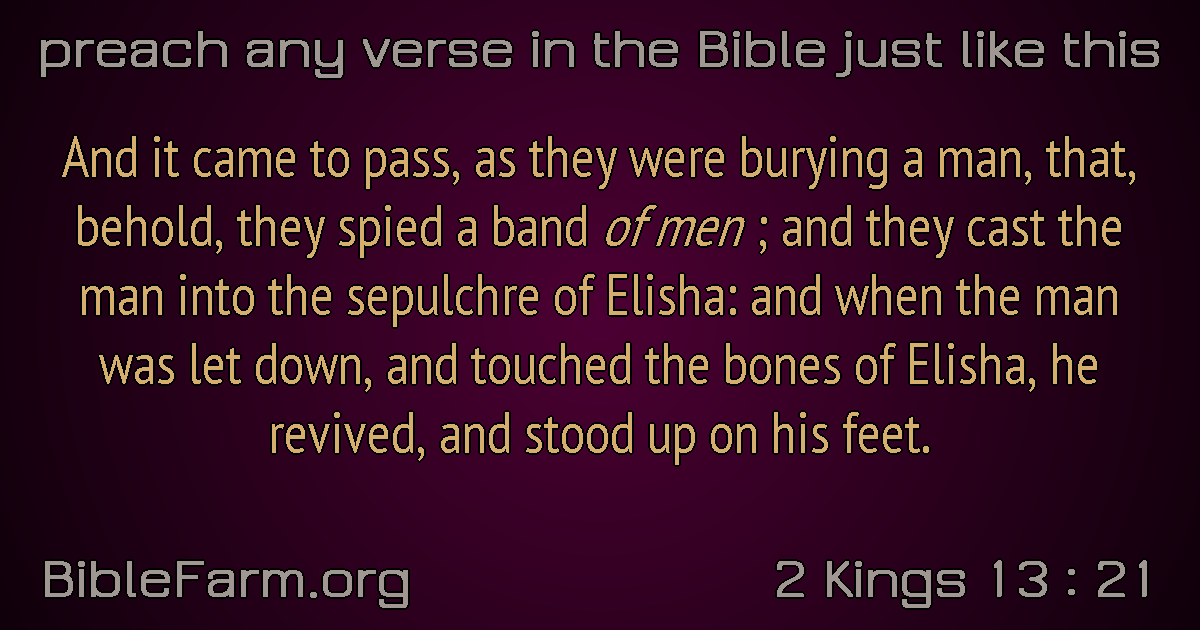 preach any verse in the Bible just like this
And it came to pass, as they were burying a man, that,
behold, they spied a band of men ; and they cast the
man into the sepulchre of Elisha: and when the man
was let down, and touched the bones of Elisha, he
revived, and stood up on his feet.
BibleFarm.org
2 Kings 13 : 21